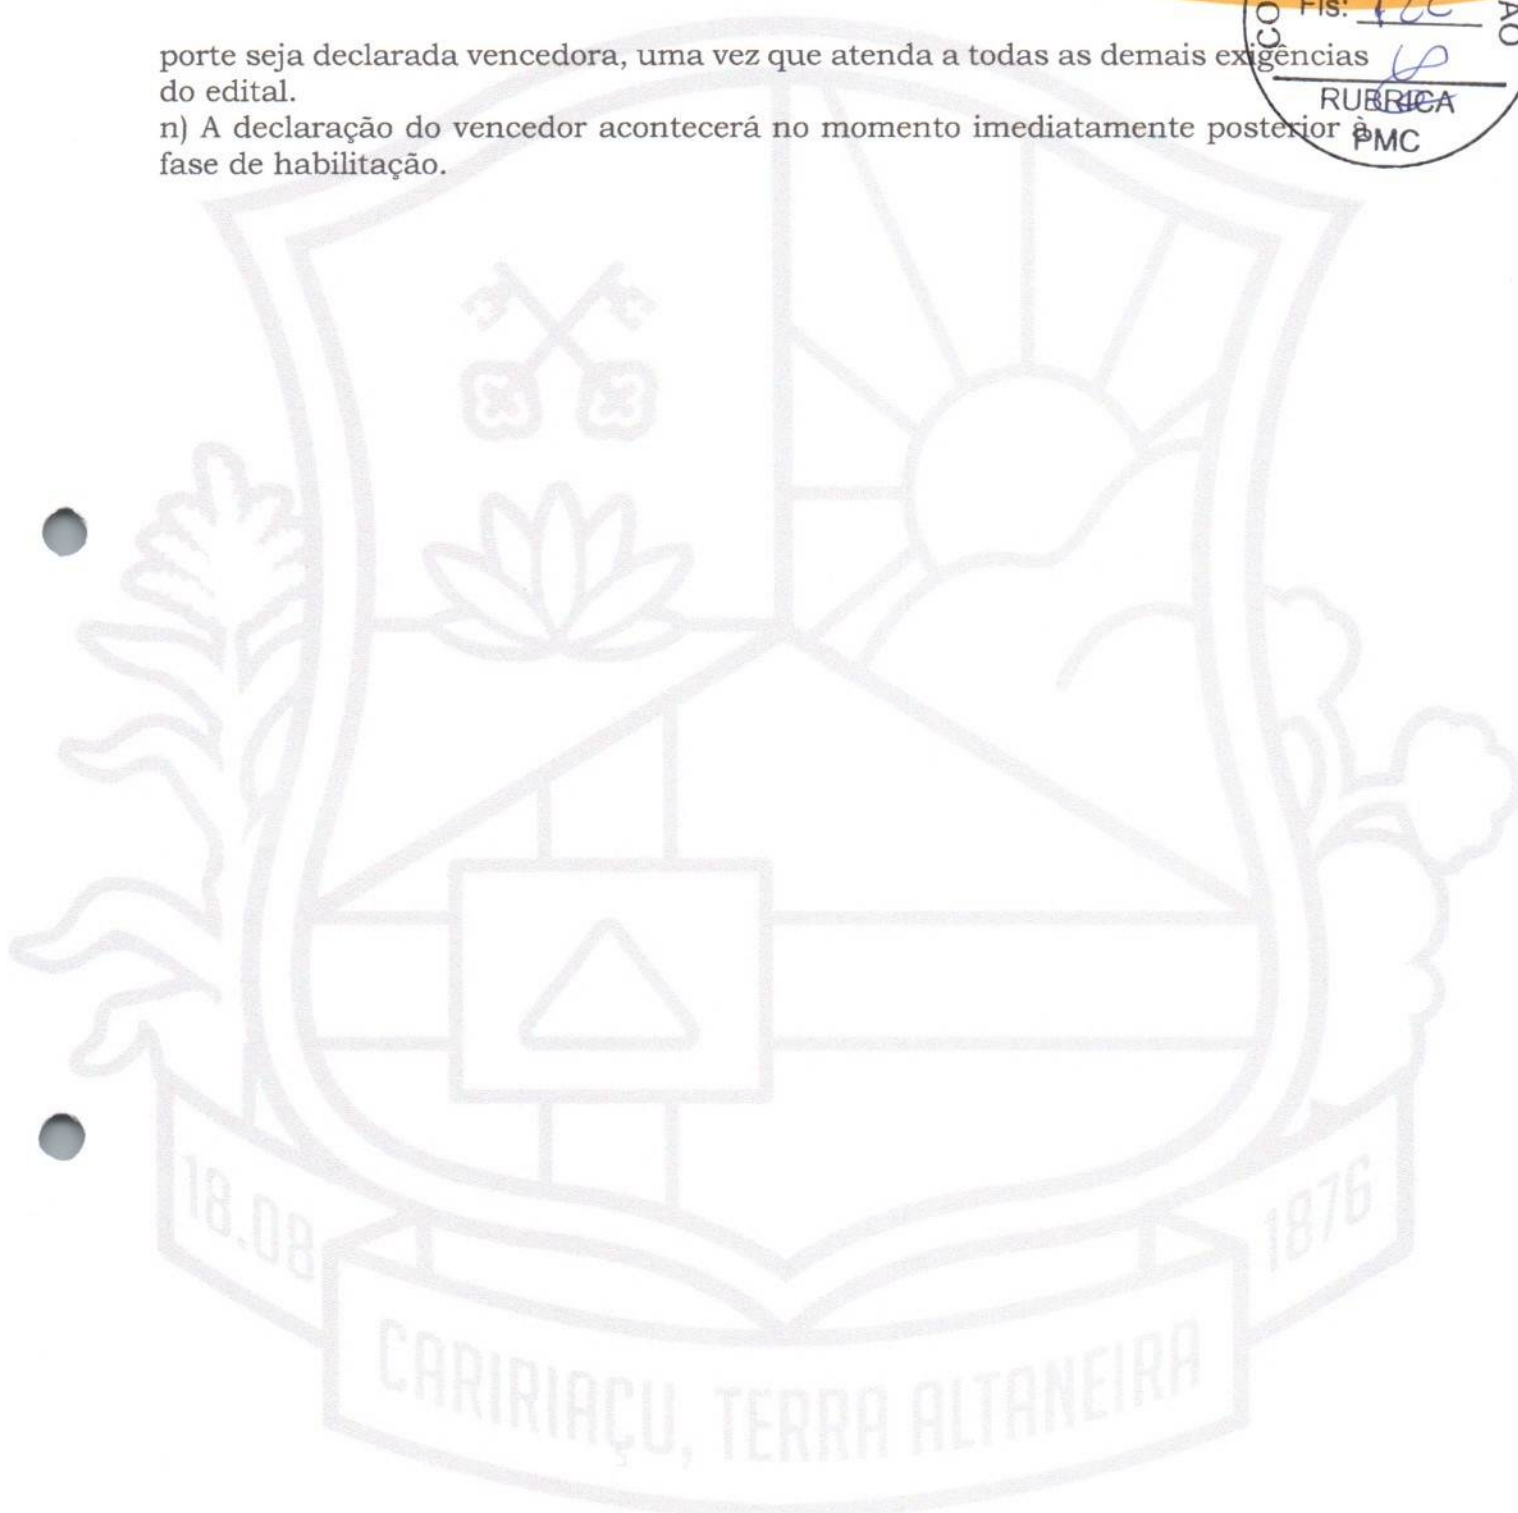 Fls:
porte seja declarada vencedora, uma vez que atenda a todas as demais exigências
do edital.
RUBRICA
n) A declaração do vencedor acontecerá no momento imediatamente posterior à
PMC
fase de habilitação.
18.08
1876
CARIRIAÇU, TERRA ALTANEIRA